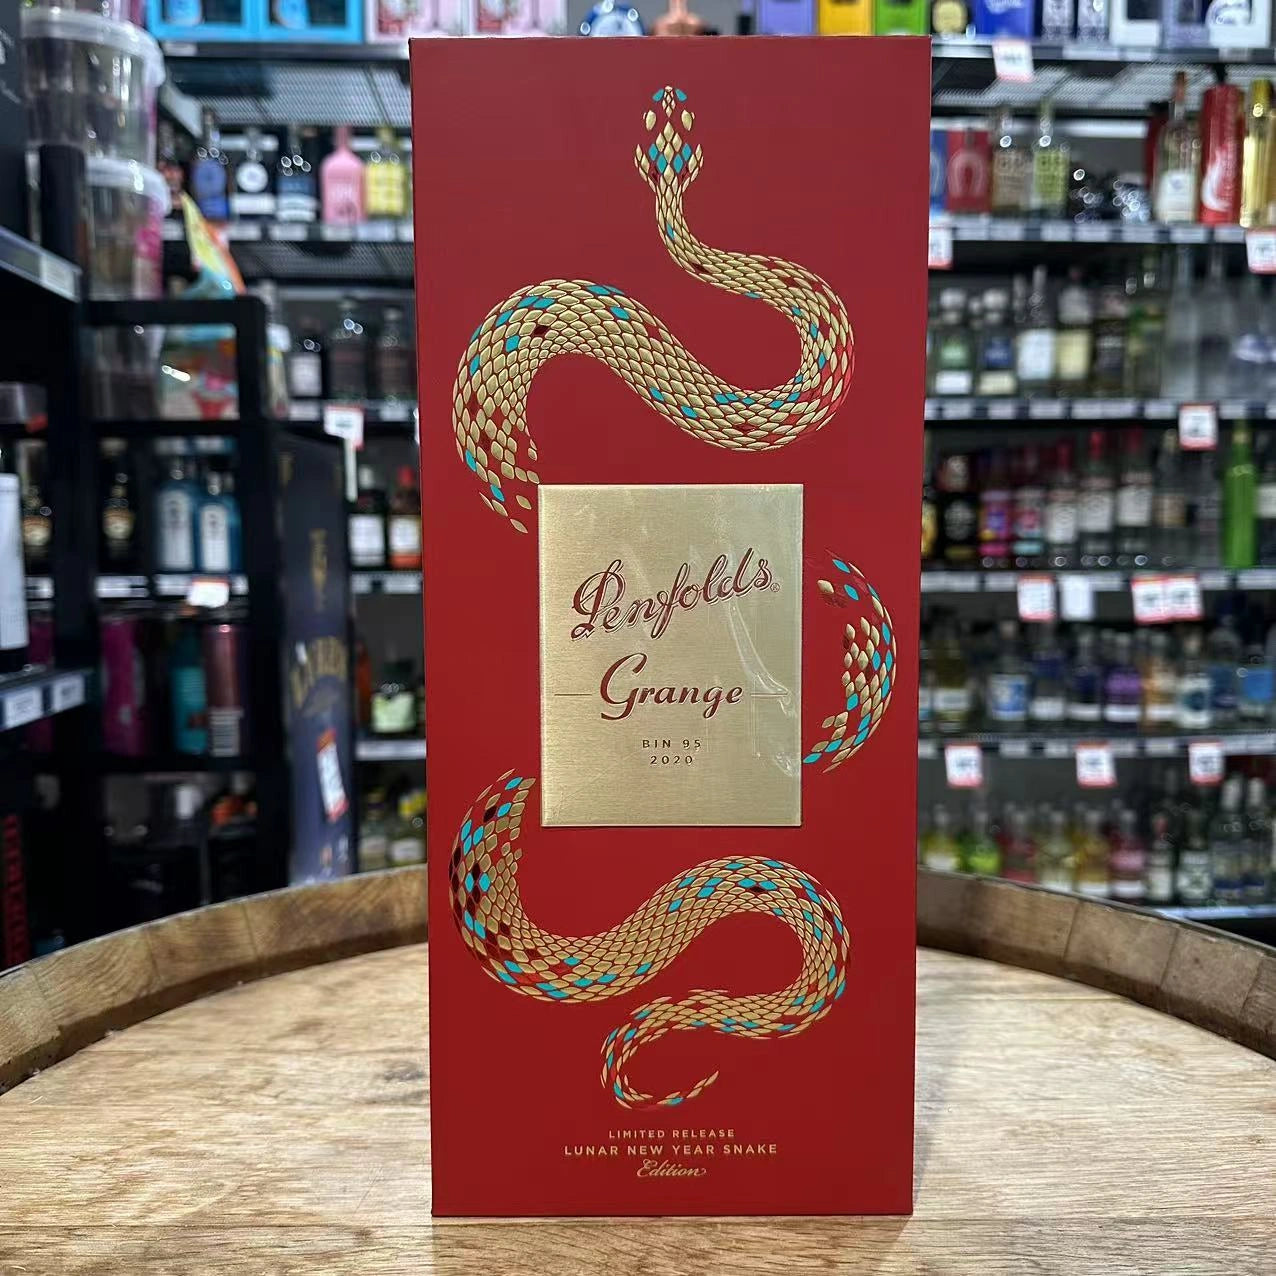 Penfolds®
Grange
BIN 95
2020
LIMITED RELEASE
LUNAR NEW YEAR SNAKE
Edition